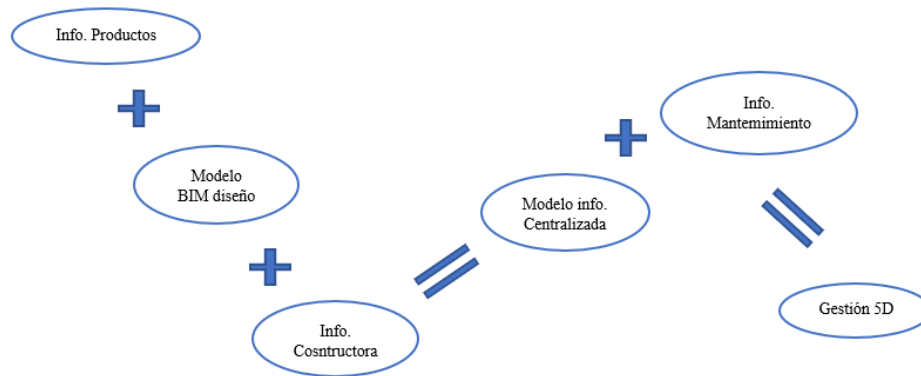 Info. Productos
Modelo
BIM diseño
Info.
Cosntructora
Modelo info.
Centralizada
Info.
Mantemimiento
Gestión 5D